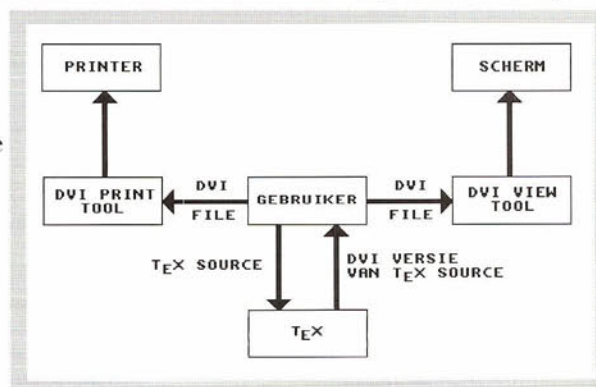 PRINTER
SCHERM
DVI PRINT
TOOL
DVI
FILE
GEBRUIKER
DVI
FILE
DVI VIEW
TOOL
TEX SOURCE
DVI VERSIE
VAN TEX SOURCE
TEX